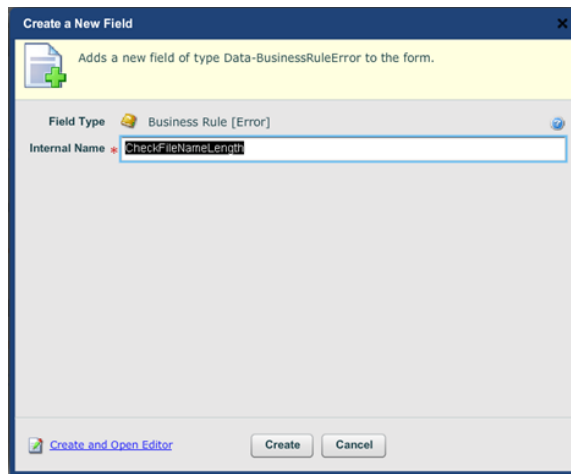 Create a New Field
Adds a new field of type Data-BusinessRuleError to the form.
Field Type Business Rule [Error]
Internal Name * CheckFileNameLength
Create and Open Editor Create Cancel